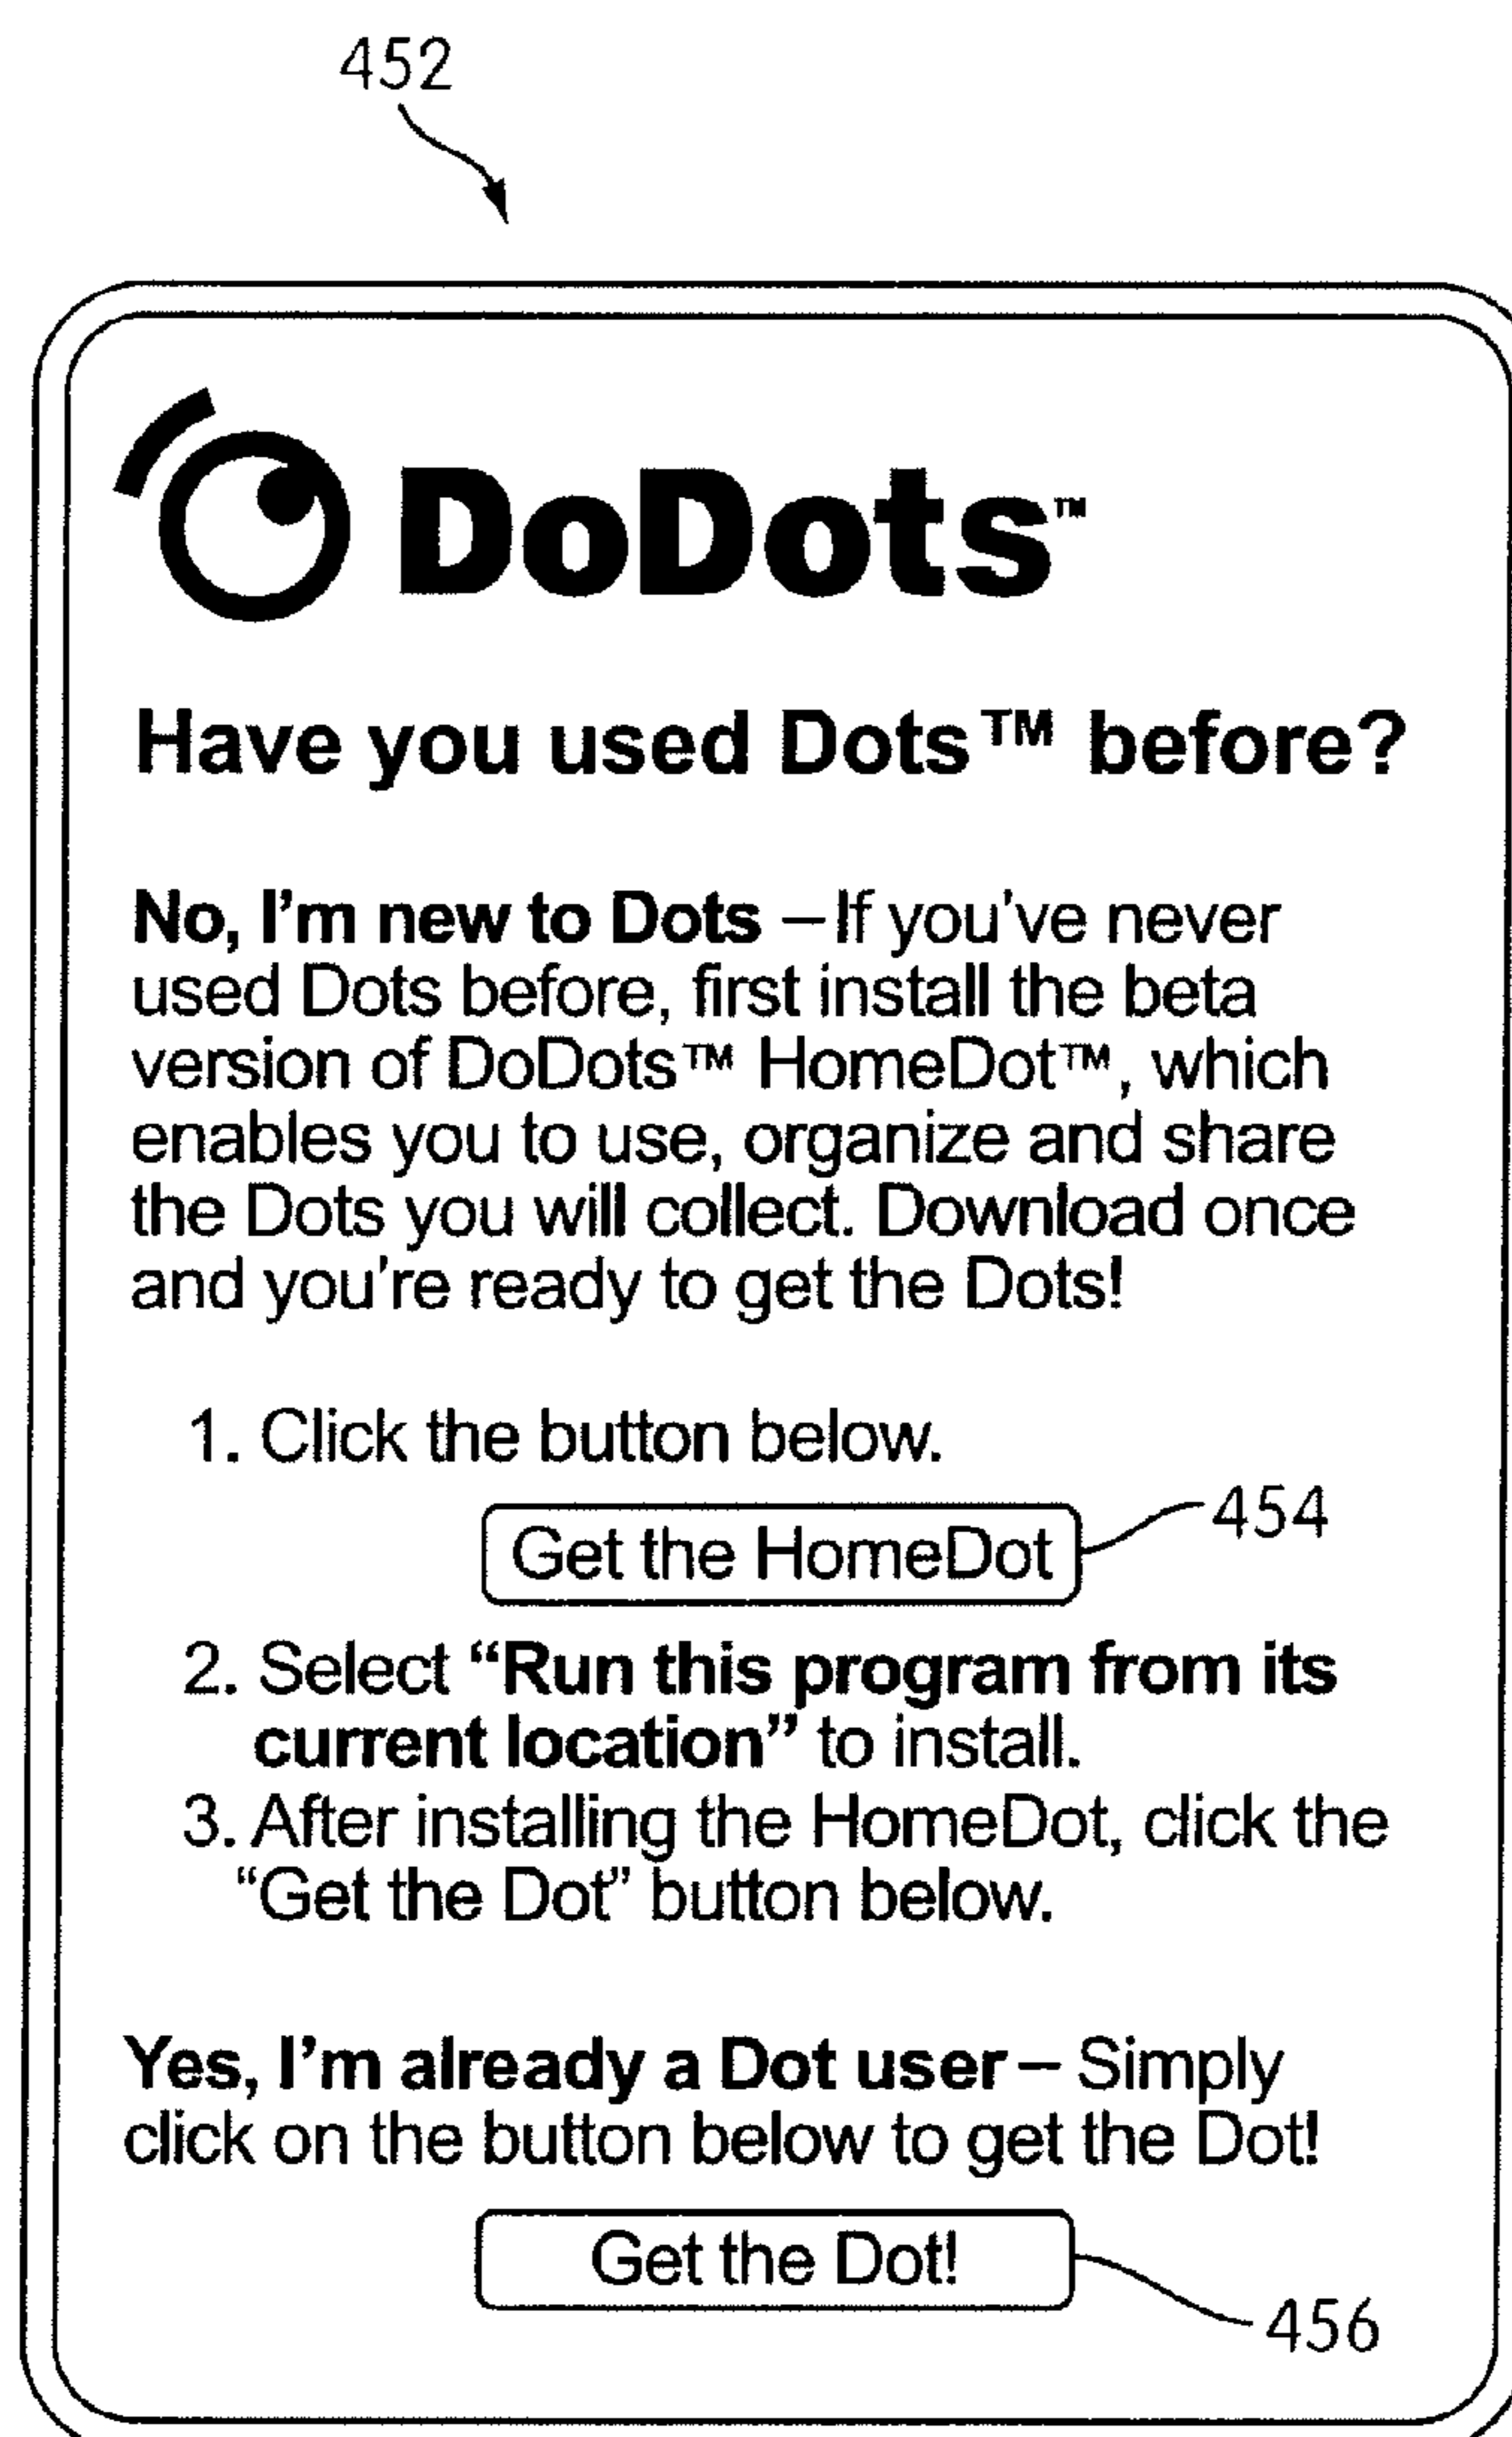 452
DoDots™
Have you used Dots™ before?
No, I'm new to Dots – If you've never
used Dots before, first install the beta
version of DoDots™ HomeDot™, which
enables you to use, organize and share
the Dots you will collect. Download once
and you're ready to get the Dots!
1. Click the button below.
Get the HomeDot 454
2. Select “Run this program from its
current location” to install.
3. After installing the HomeDot, click the
“Get the Dot” button below.
Yes, I'm already a Dot user – Simply
click on the button below to get the Dot!
Get the Dot!
456